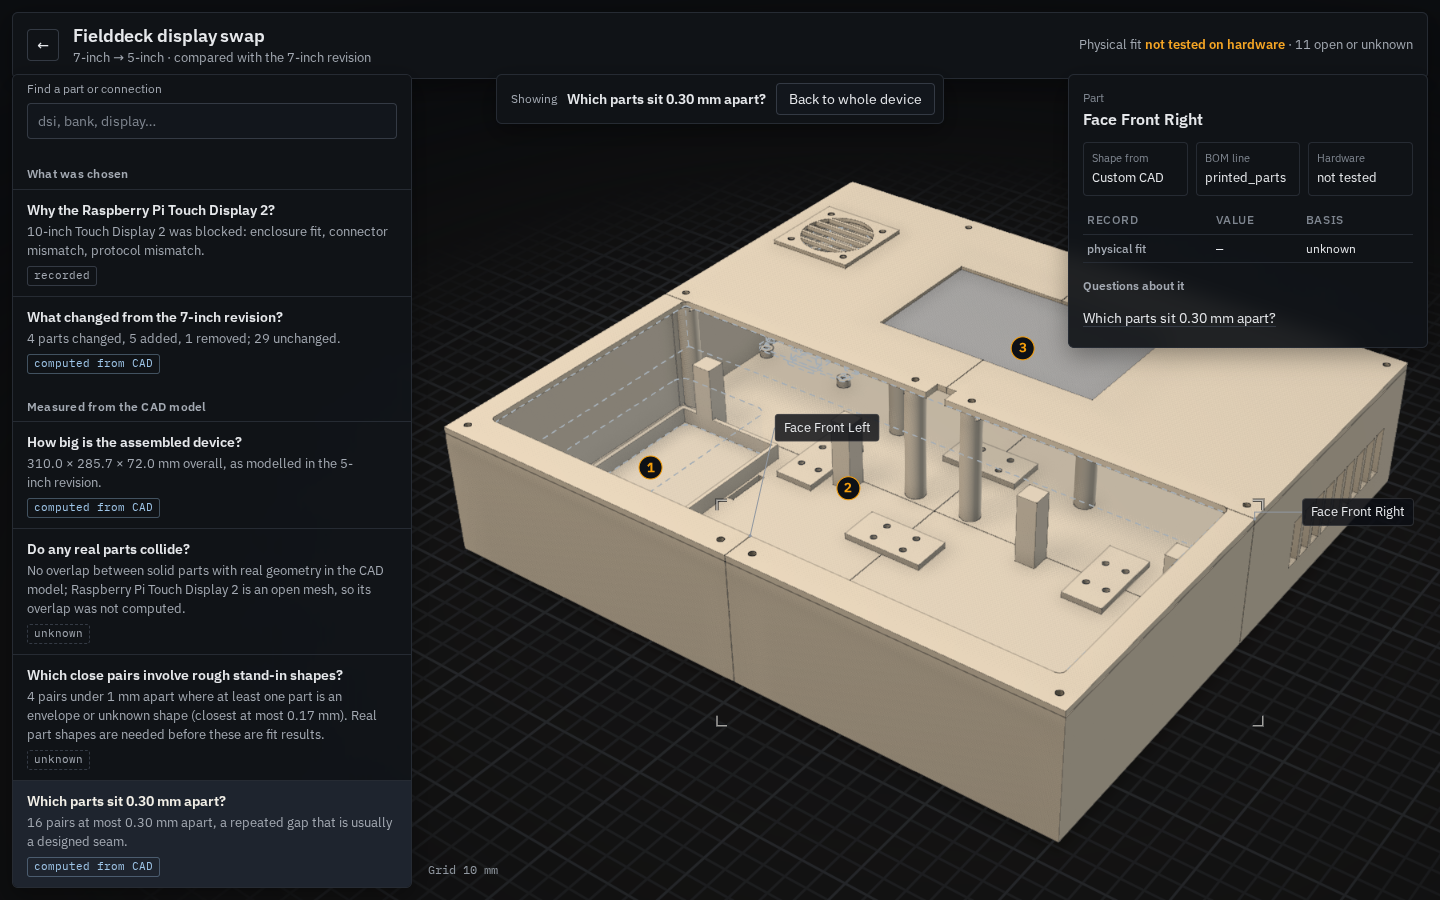 ←
Fielddeck display swap
7-inch → 5-inch · compared with the 7-inch revision
Physical fit not tested on hardware · 11 open or unknown
Find a part or connection
dsi, bank, display...
What was chosen
Why the Raspberry Pi Touch Display 2?
10-inch Touch Display 2 was blocked: enclosure fit, connector
mismatch, protocol mismatch.
recorded
What changed from the 7-inch revision?
4 parts changed, 5 added, 1 removed; 29 unchanged.
computed from CAD
Measured from the CAD model
How big is the assembled device?
310.0 × 285.7 × 72.0 mm overall, as modelled in the 5-
inch revision.
computed from CAD
Do any real parts collide?
No overlap between solid parts with real geometry in the CAD
model; Raspberry Pi Touch Display 2 is an open mesh, so its
overlap was not computed.
unknown
Which close pairs involve rough stand-in shapes?
4 pairs under 1 mm apart where at least one part is an
envelope or unknown shape (closest at most 0.17 mm). Real
part shapes are needed before these are fit results.
unknown
Which parts sit 0.30 mm apart?
16 pairs at most 0.30 mm apart, a repeated gap that is usually
a designed seam.
computed from CAD
Showing Which parts sit 0.30 mm apart? Back to whole device
3
Face Front Left
1
2
Face Front Right
Grid 10 mm
Part
Face Front Right
Shape from BOM line Hardware
Custom CAD printed_parts not tested
RECORD VALUE BASIS
physical fit – unknown
Questions about it
Which parts sit 0.30 mm apart?